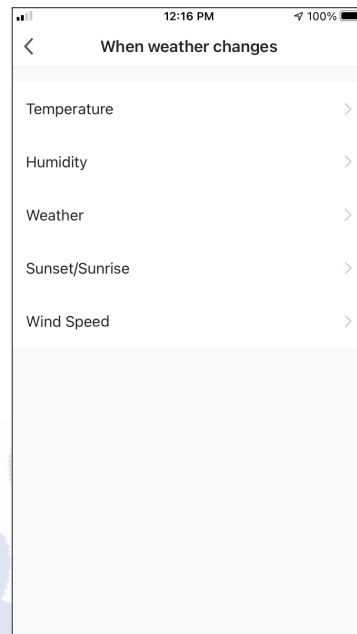 12:16 PM 100%
When weather changes
Temperature
Humidity
Weather
Sunset/Sunrise
Wind Speed